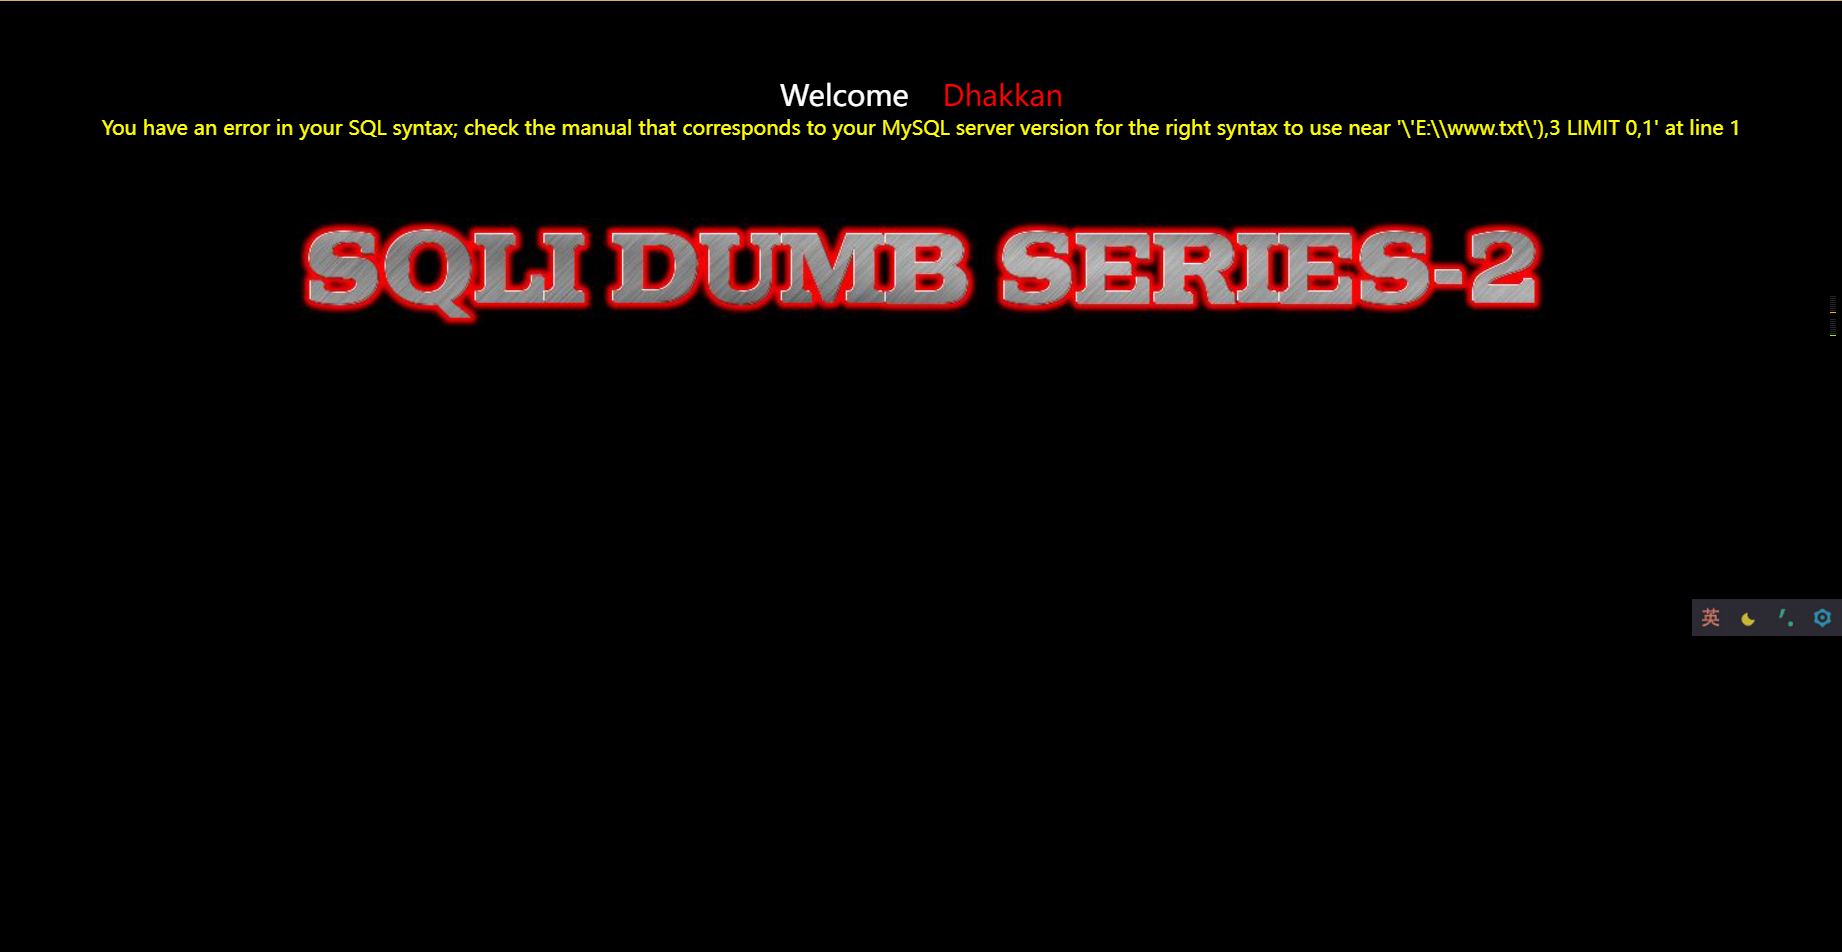 Welcome Dhakkan
You have an error in your SQL syntax; check the manual that corresponds to your MySQL server version for the right syntax to use near '\'E:\\www.txt\'),3 LIMIT 0,1' at line 1
SQLI DUMB SERIES-2
英